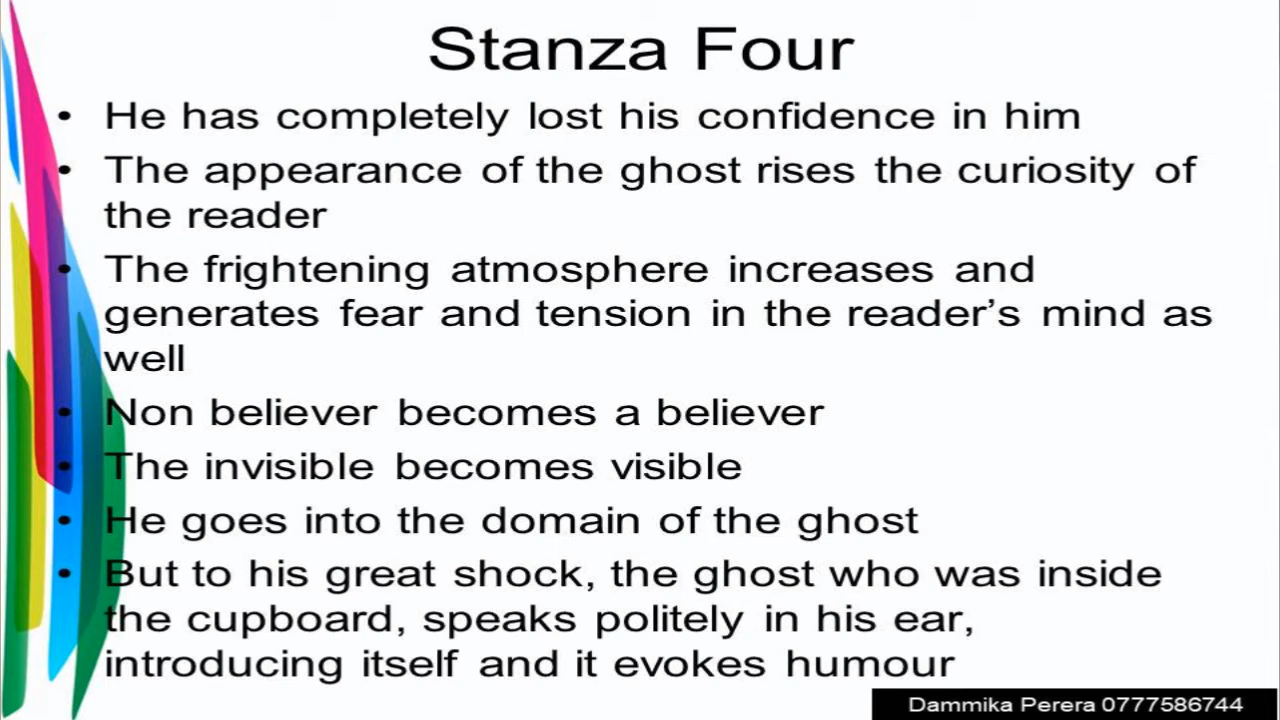 Stanza Four
• He has completely lost his confidence in him
• The appearance of the ghost rises the curiosity of
the reader
• The frightening atmosphere increases and
generates fear and tension in the reader’s mind as
well
• Non believer becomes a believer
• The invisible becomes visible
• He goes into the domain of the ghost
• But to his great shock, the ghost who was inside
the cupboard, speaks politely in his ear,
introducing itself and it evokes humour
Dammika Perera 0777586744